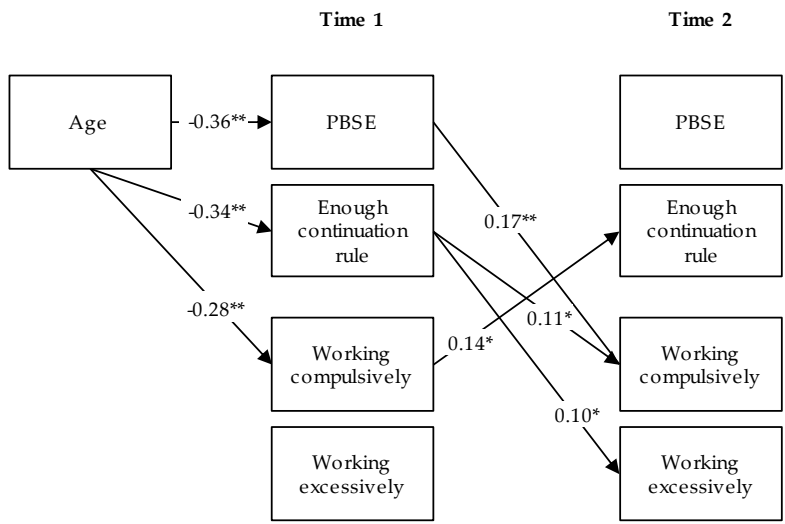 Time 1
Time 2
Age
-0.36**
PBSE
PBSE
-0.34**
Enough
continuation
rule
0.17**
Enough
continuation
rule
-0.28**
0.11*
0.14*
Working
compulsively
Working
compulsively
0.10*
Working
excessively
Working
excessively